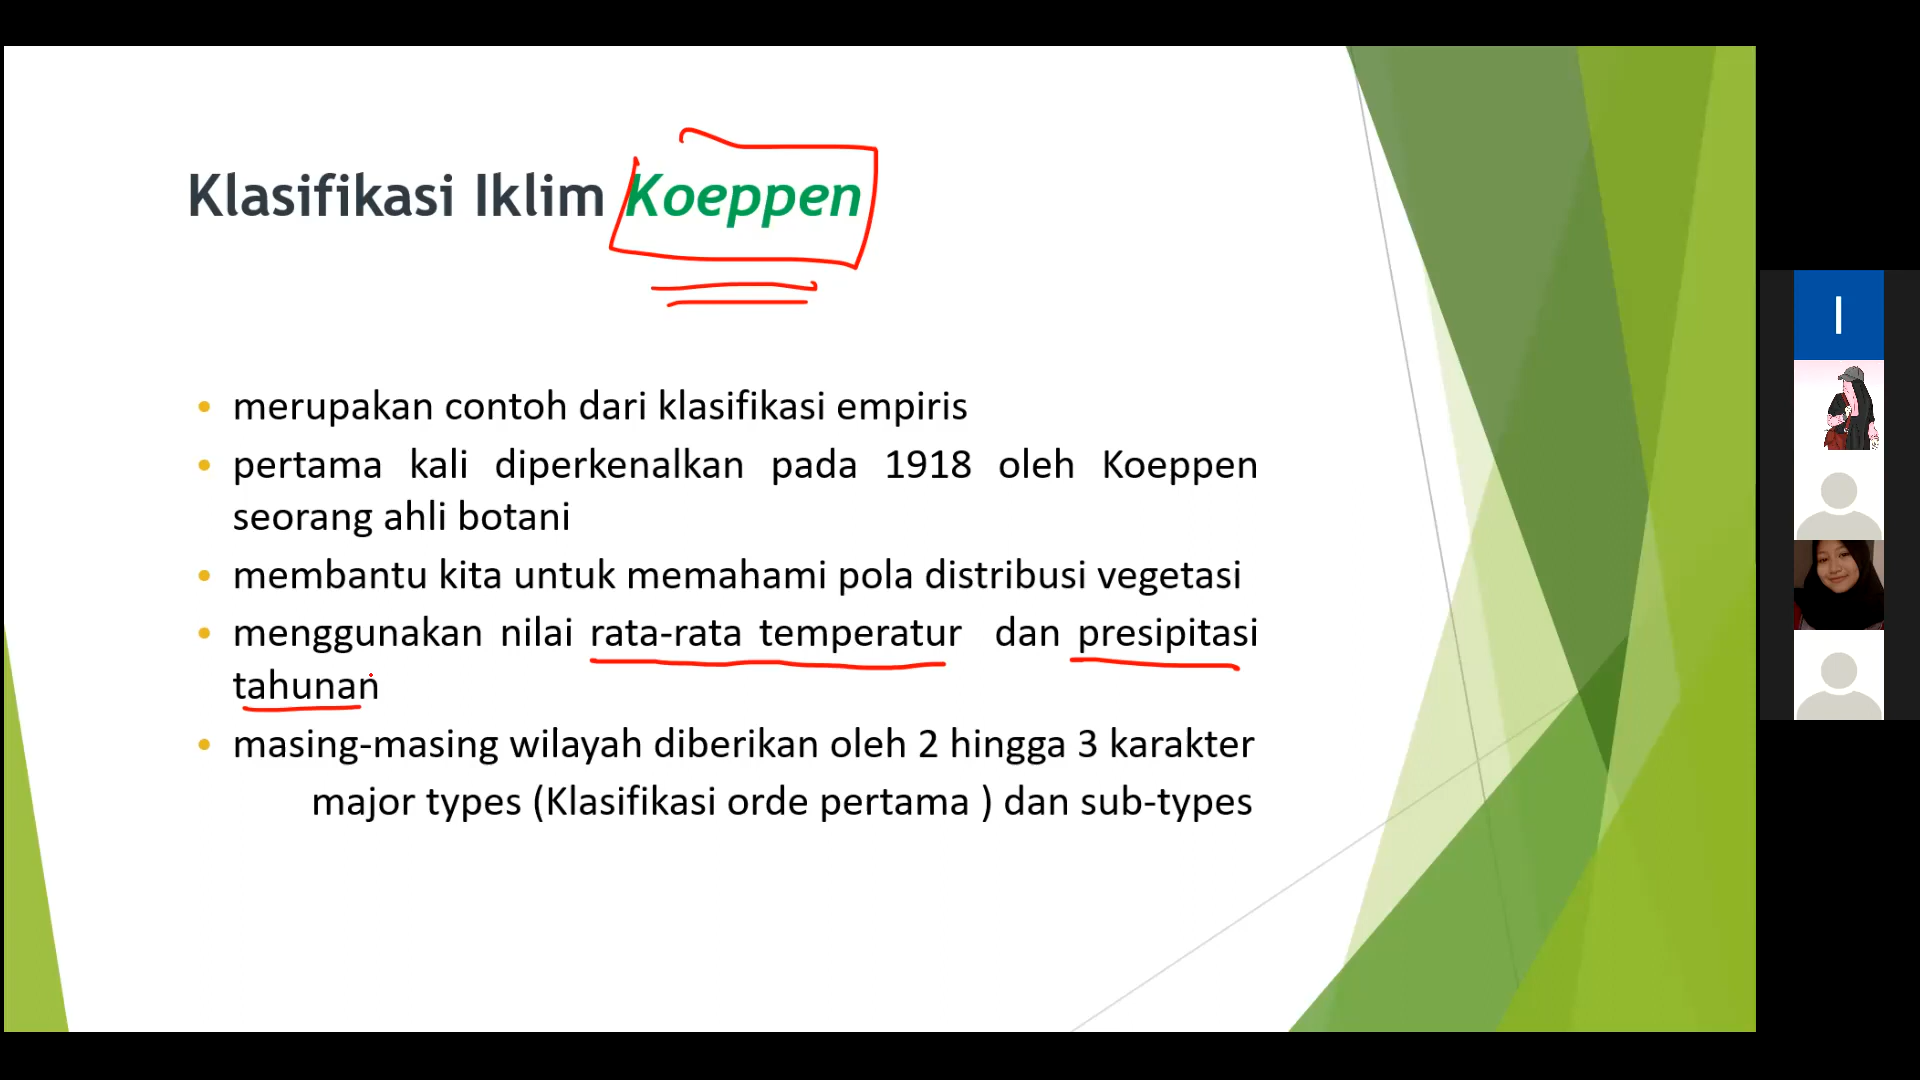 Klasifikasi Iklim Koeppen
• merupakan contoh dari klasifikasi empiris
• pertama kali diperkenalkan pada 1918 oleh Koeppen
seorang ahli botani
• membantu kita untuk memahami pola distribusi vegetasi
• menggunakan nilai rata-rata temperatur dan presipitasi
tahunan
• masing-masing wilayah diberikan oleh 2 hingga 3 karakter
major types (Klasifikasi orde pertama ) dan sub-types
I